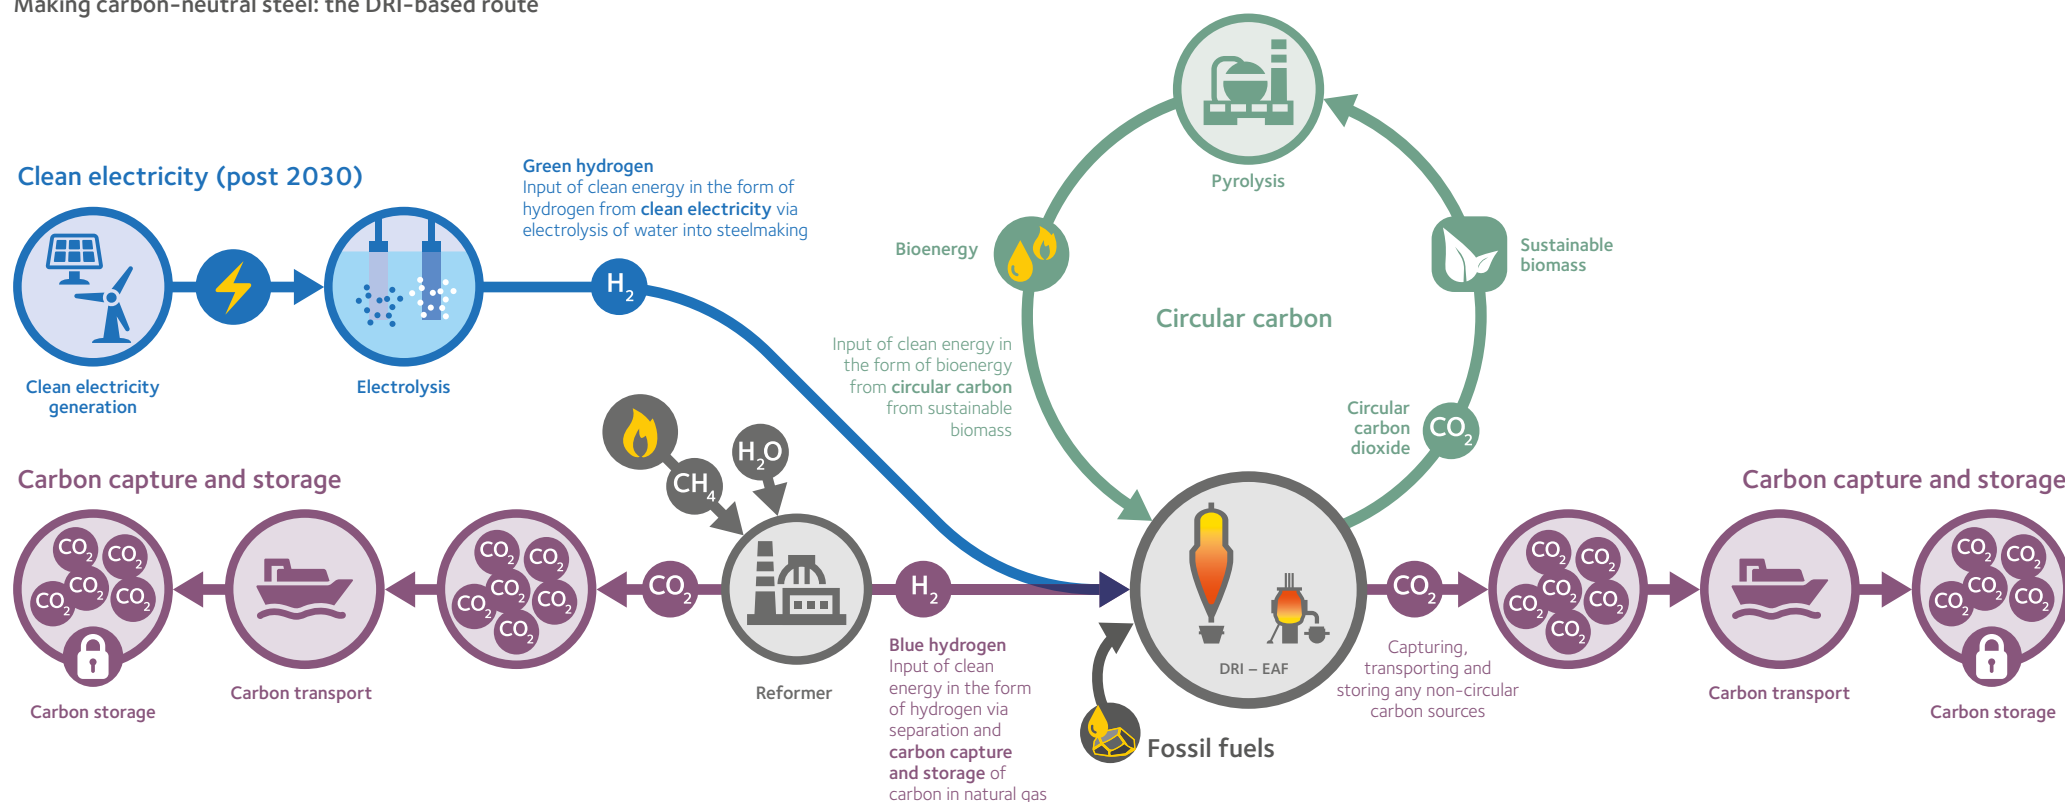 Making carbon-neutral steel: the DRI-based route
Clean electricity (post 2030)
Clean electricity
generation
Electrolysis
Green hydrogen
Input of clean energy in the form of
hydrogen from clean electricity via
electrolysis of water into steelmaking
H2
Pyrolysis
Bioenergy
Sustainable
biomass
Circular carbon
Input of clean energy in
the form of bioenergy
from circular carbon
from sustainable
biomass
Circular
carbon
dioxide
CO2
CH4
H2O
Carbon capture and storage
CO2
CO2
CO2
CO2
CO2
Carbon storage
Carbon transport
CO2
CO2
CO2
CO2
CO2
CO2
CO2
Reformer
H2
Blue hydrogen
Input of clean
energy in the form
of hydrogen via
separation and
carbon capture
and storage of
carbon in natural gas
DRI – EAF
Fossil fuels
CO2
Capturing,
transporting and
storing any non-circular
carbon sources
Carbon capture and storage
CO2
CO2
CO2
CO2
CO2
CO2
Carbon transport
CO2
CO2
CO2
CO2
CO2
Carbon storage